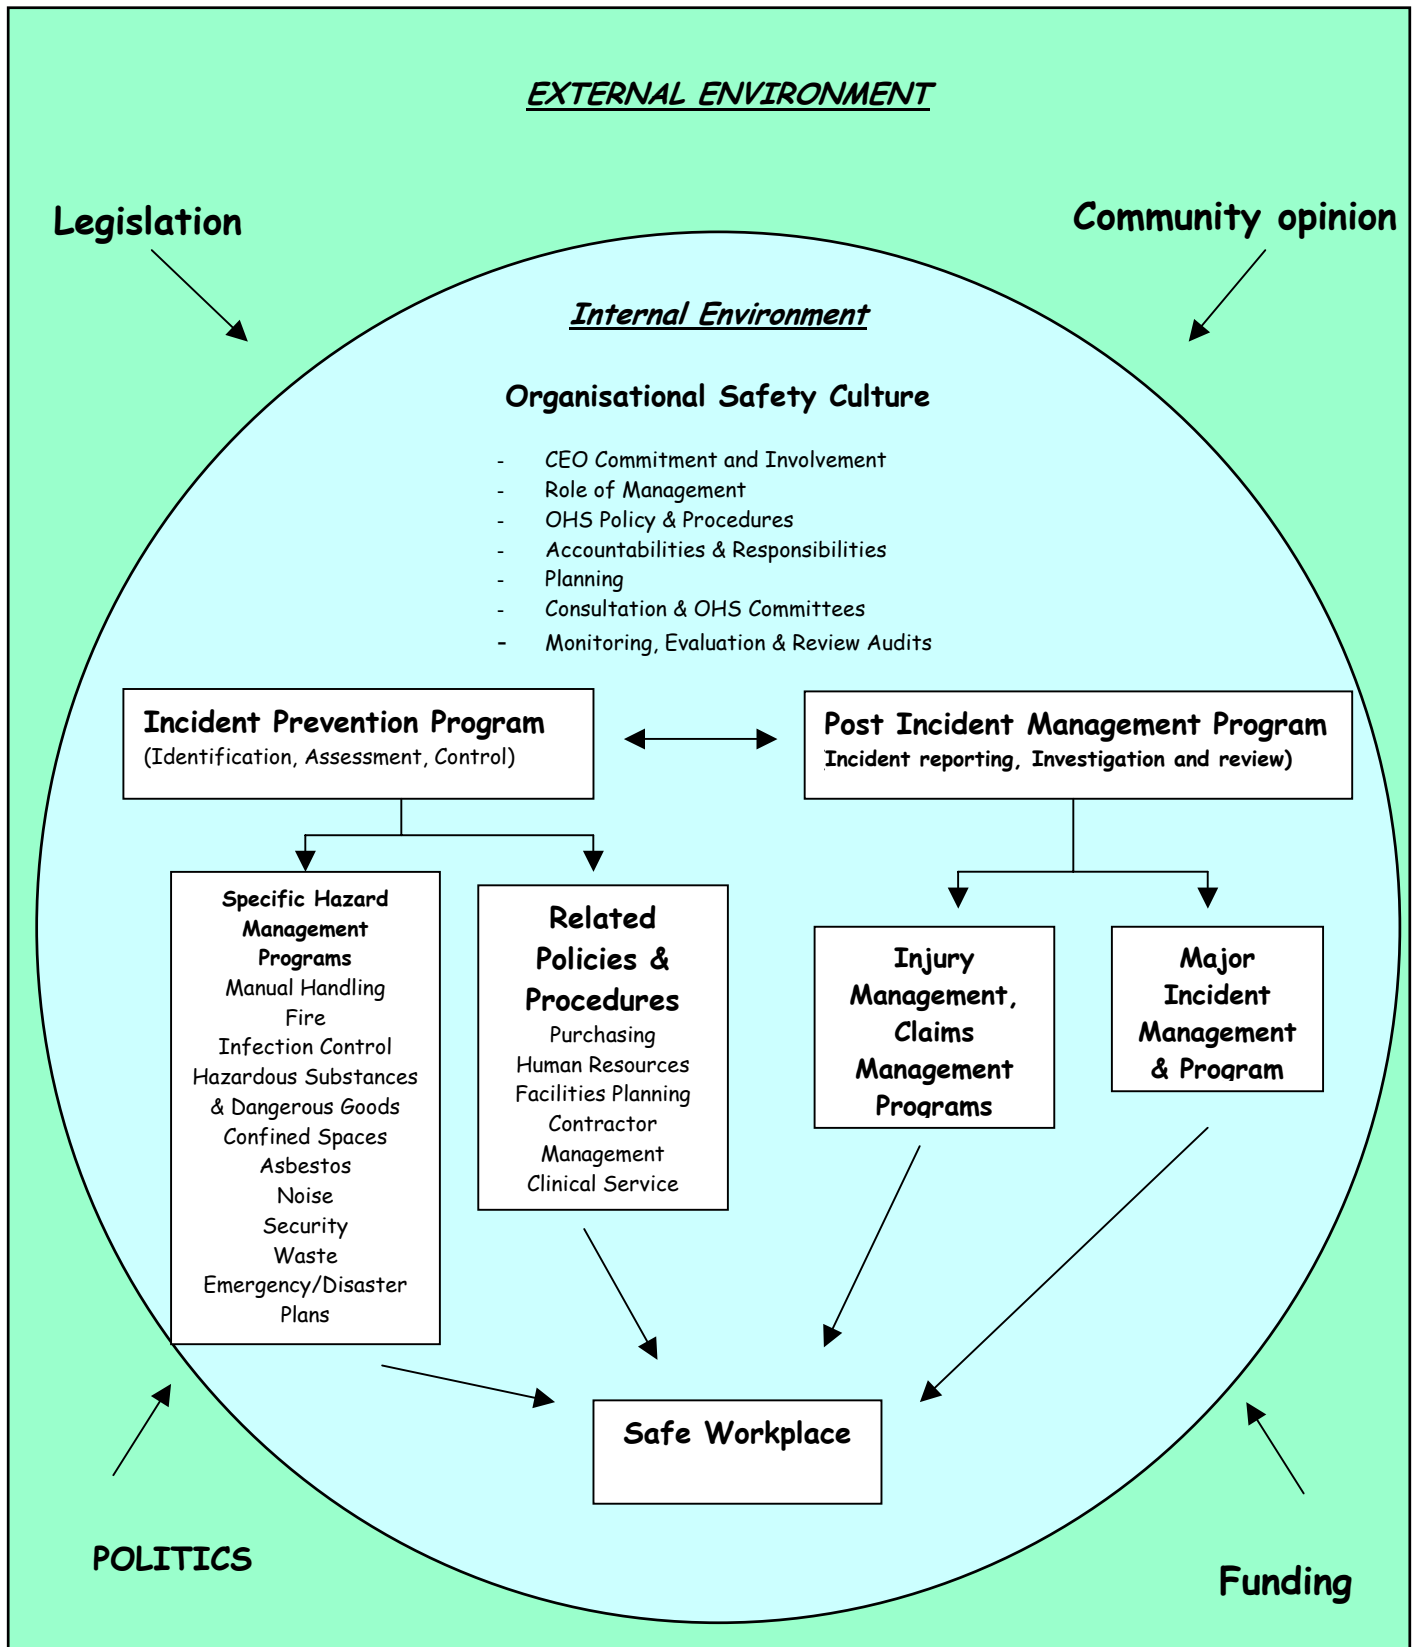 EXTERNAL ENVIRONMENT
Legislation
Community opinion
Internal Environment
Organisational Safety Culture
- CEO Commitment and Involvement
- Role of Management
- OHS Policy & Procedures
- Accountabilities & Responsibilities
- Planning
- Consultation & OHS Committees
- Monitoring, Evaluation & Review Audits
Incident Prevention Program
(Identification, Assessment, Control)
Post Incident Management Program
Incident reporting, Investigation and review)
Specific Hazard
Management
Programs
Manual Handling
Fire
Infection Control
Hazardous Substances
& Dangerous Goods
Confined Spaces
Asbestos
Noise
Security
Waste
Emergency/Disaster
Plans
Related
Policies &
Procedures
Purchasing
Human Resources
Facilities Planning
Contractor
Management
Clinical Service
Injury
Management,
Claims
Management
Programs
Major
Incident
Management
& Program
Safe Workplace
POLITICS
Funding